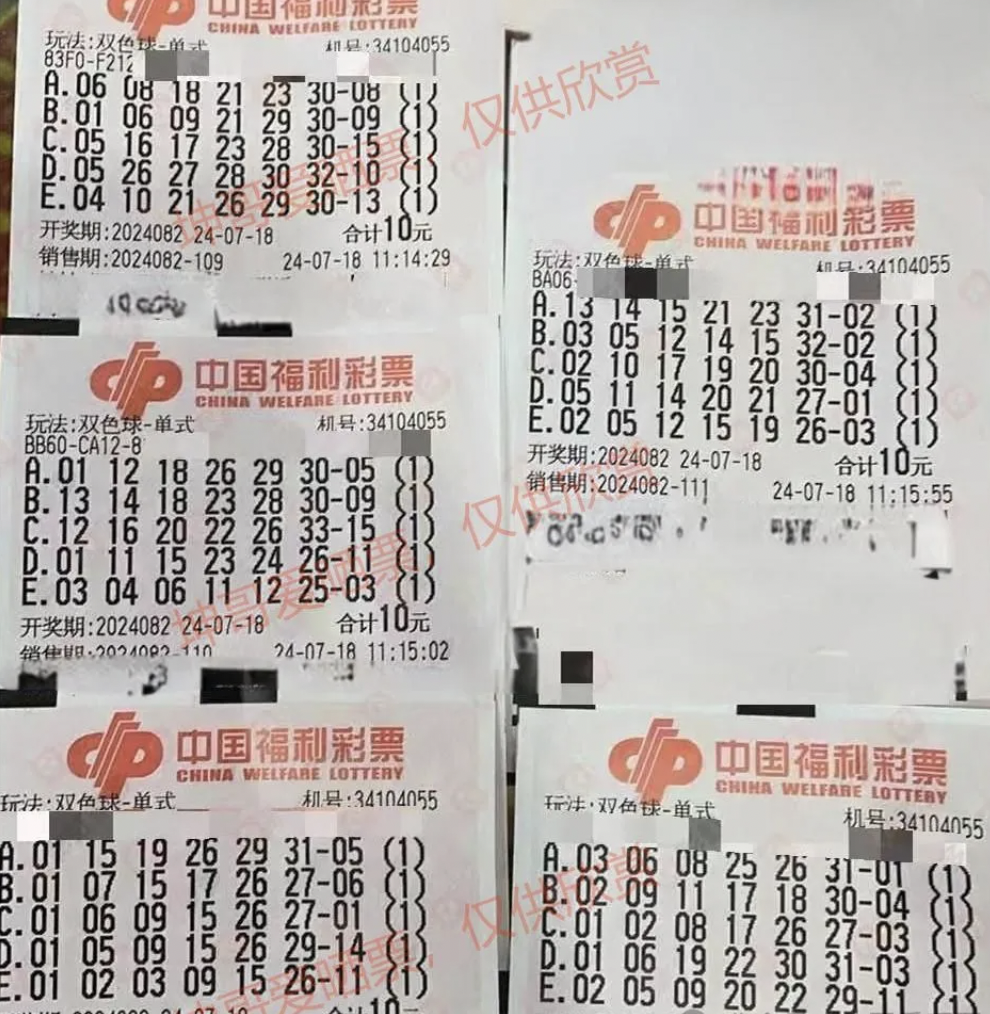 中国福利彩票
CHINA WELFARE LOTTERY
玩法:双色球-单式
机号:34104055
83F0-F212
A.06 08 18 21 23 30-08 (1)
B.01 06 09 21 29 30-09 (1)
C.05 16 17 23 28 30-15 (1)
D.05 26 27 28 30 32-10 (1)
E.04 10 21 26 29 30-13 (1)
开奖期:2024082 24-07-18 合计10元
销售期:2024082-109 24-07-18 11:14:29
中国福利彩票
CHINA WELFARE LOTTERY
玩法:双色球-单式 机号:34104055
BB60-CA12-8
A.01 12 18 26 29 30-05 (1)
B.13 14 18 23 28 30-09 (1)
C.12 16 20 22 26 33-15 (1)
D.01 11 15 23 24 26-11 (1)
E.03 04 06 11 12 25-03 (1)
开奖期:2024082 24-07-18 合计10元
销售期:2024082-110 24-07-18 11:15:02
中国福利彩票
CHINA WELFARE LOTTERY
玩法:双色球-单式 机号:34104055
A.01 15 19 26 29 31-05 (1)
B.01 07 15 17 26 27-06 (1)
C.01 06 09 15 26 27-01 (1)
D.01 05 09 15 26 29-14 (1)
E.01 02 03 09 15 26-11 (1)
中国福利彩票
CHINA WELFARE LOTTERY
玩法:双色球-单式 机号:34104055
BA06-
A.13 14 15 21 23 31-02 (1)
B.03 05 12 14 15 32-02 (1)
C.02 10 17 19 20 30-04 (1)
D.05 11 14 20 21 27-01 (1)
E.02 05 12 15 19 26-03 (1)
开奖期:2024082 24-07-18 合计10元
销售期:2024082-111 24-07-18 11:15:55
中国福利彩票
CHINA WELFARE LOTTERY
玩法:双色球-单式 机号:34104055
A.03 06 08 25 26 31-01 (1)
B.02 09 11 17 18 30-04 (1)
C.01 02 08 17 26 27-03 (1)
D.01 06 19 22 30 31-03 (1)
E.02 05 09 20 22 29-11 (1)
坤哥爱晒票，仅供欣赏
坤哥爱晒票，仅供欣赏
坤哥爱晒票，仅供欣赏